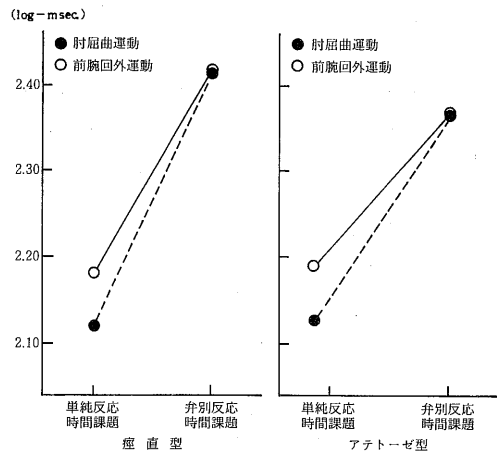 (log-msec.)
● 肘屈曲運動
○ 前腕回外運動
2.40
2.30
2.20
2.10
単純反応
時間課題
弁別反応
時間課題
痙直型
● 肘屈曲運動
○ 前腕回外運動
単純反応
時間課題
弁別反応
時間課題
アテトーゼ型